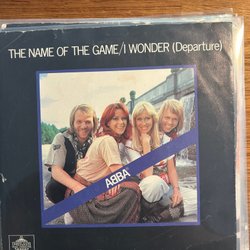 THE NAME OF THE GAME/I WONDER (Departure)
ABBA